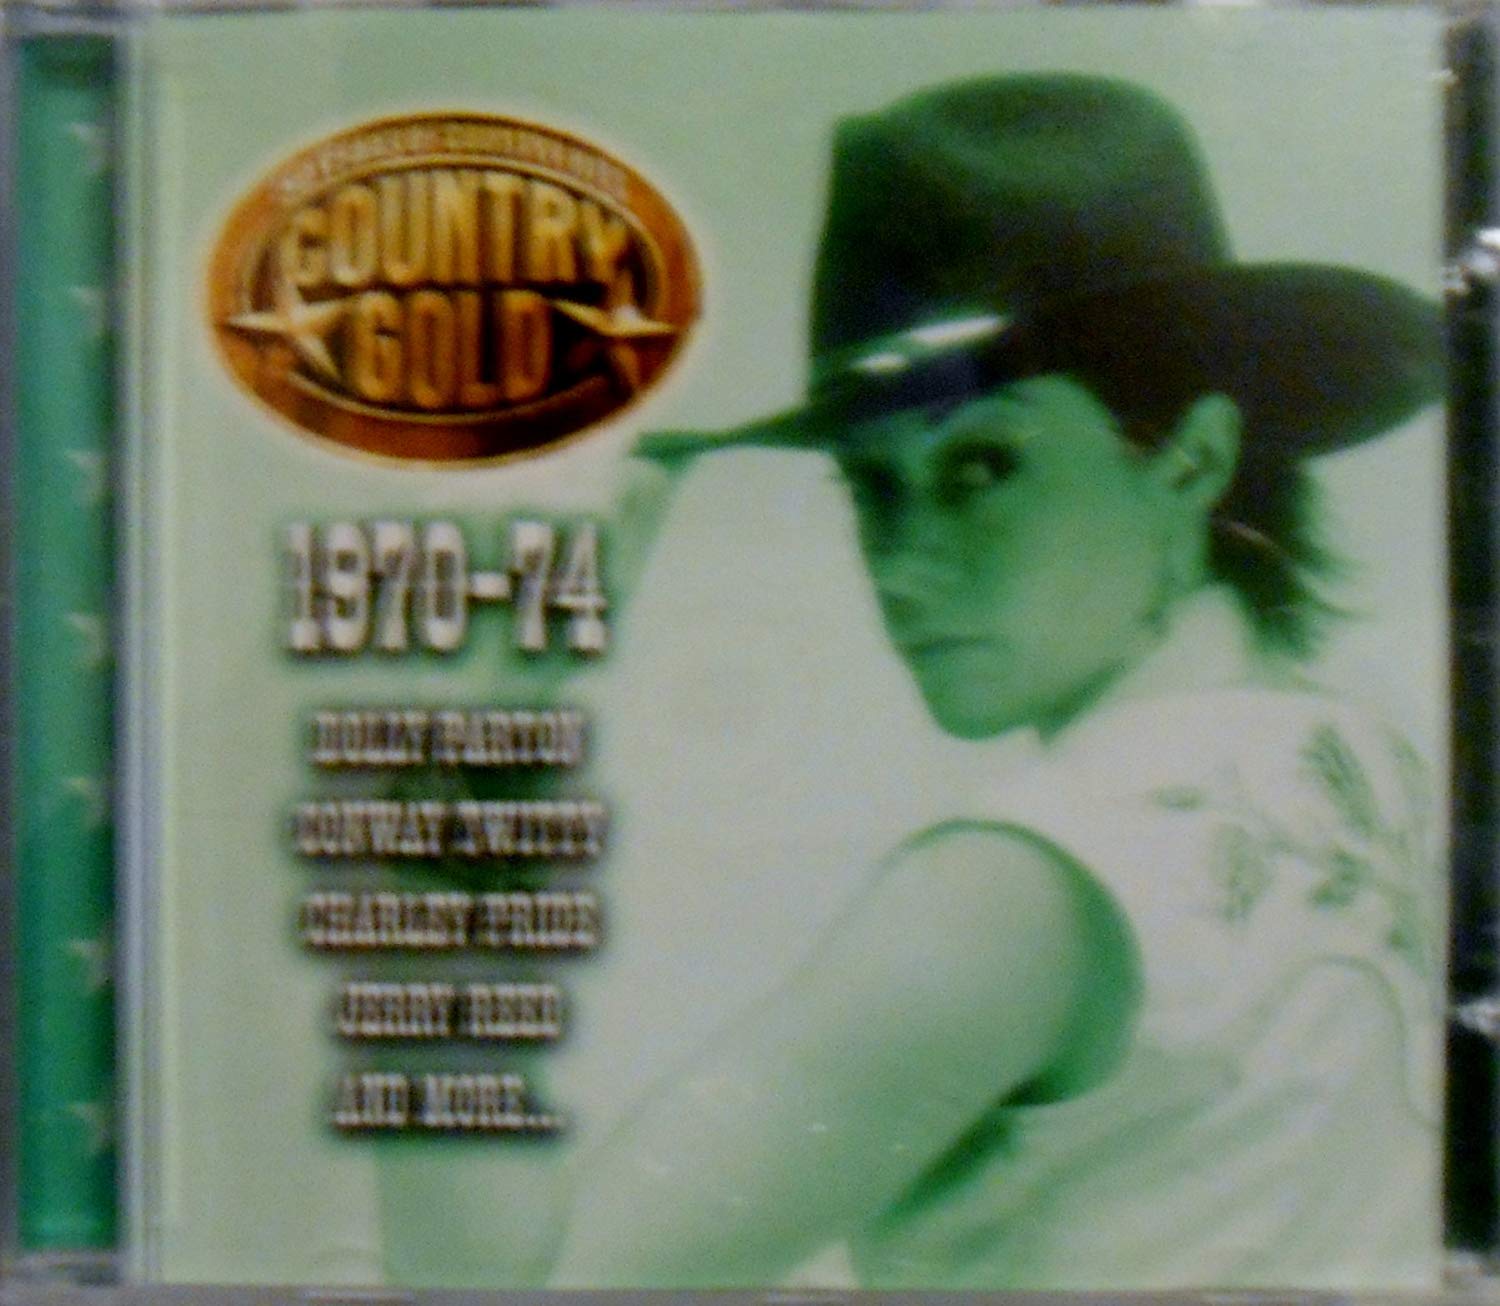 COUNTRY
GOLD
1970-74
DOLLY PARTON
CONWAY TWITTY
CHARLEY PRIDE
JERRY REED
AND MORE...